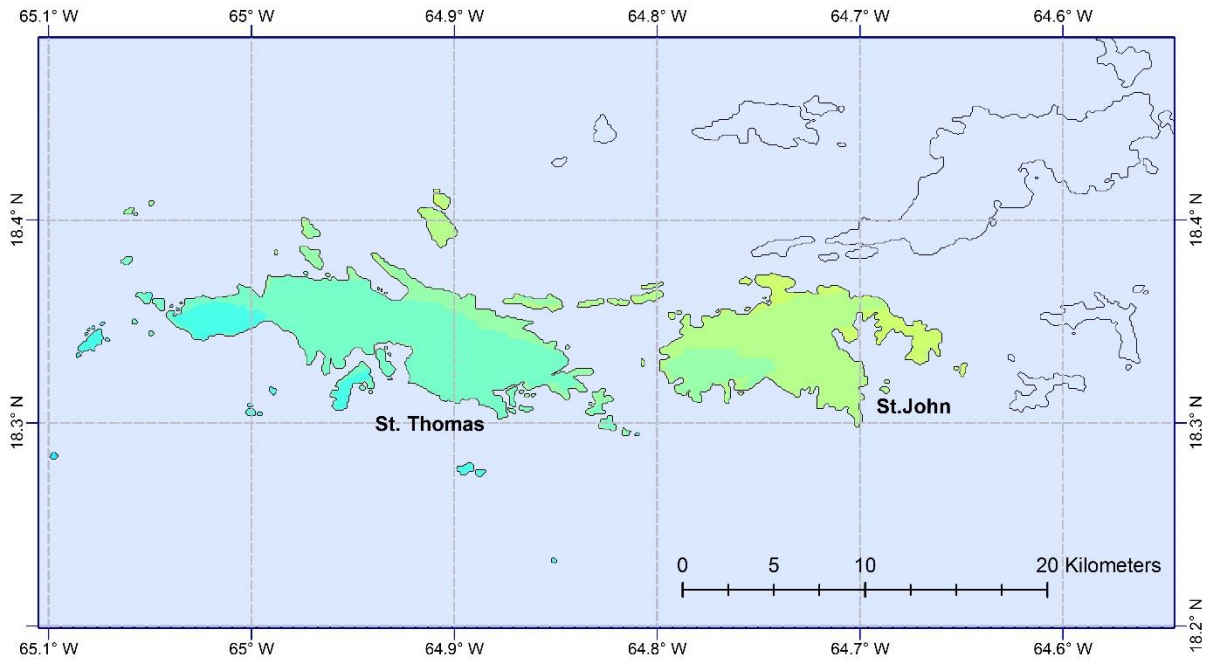 65.1° W 65° W 64.9° W 64.8° W 64.7° W 64.6° W
18.4° N 18.4° N
18.3° N 18.3° N
St. Thomas
St.John
0 5 10 20 Kilometers
18.2° N
65.1° W 65° W 64.9° W 64.8° W 64.7° W 64.6° W